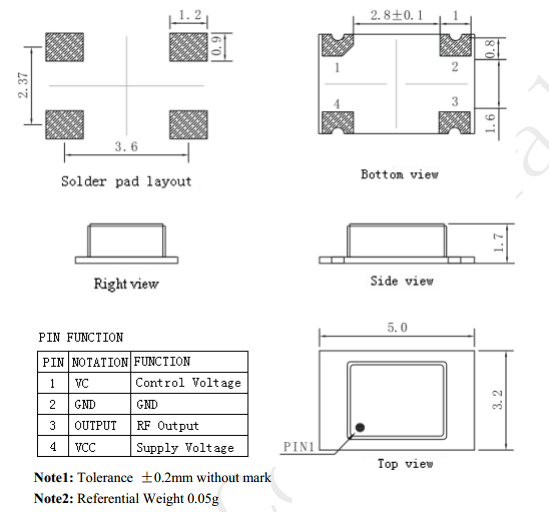 1.2
0.9
2.37
3.6
Solder pad layout
2.8±0.1
1
0.8
1
2
4
3
1.6
Bottom view
Right view
1.7
Side view
PIN FUNCTION
PIN NOTATION FUNCTION
1 VC Control Voltage
2 GND GND
3 OUTPUT RF Output
4 VCC Supply Voltage
5.0
3.2
PIN1
Top view
Note1: Tolerance ±0.2mm without mark
Note2: Referential Weight 0.05g